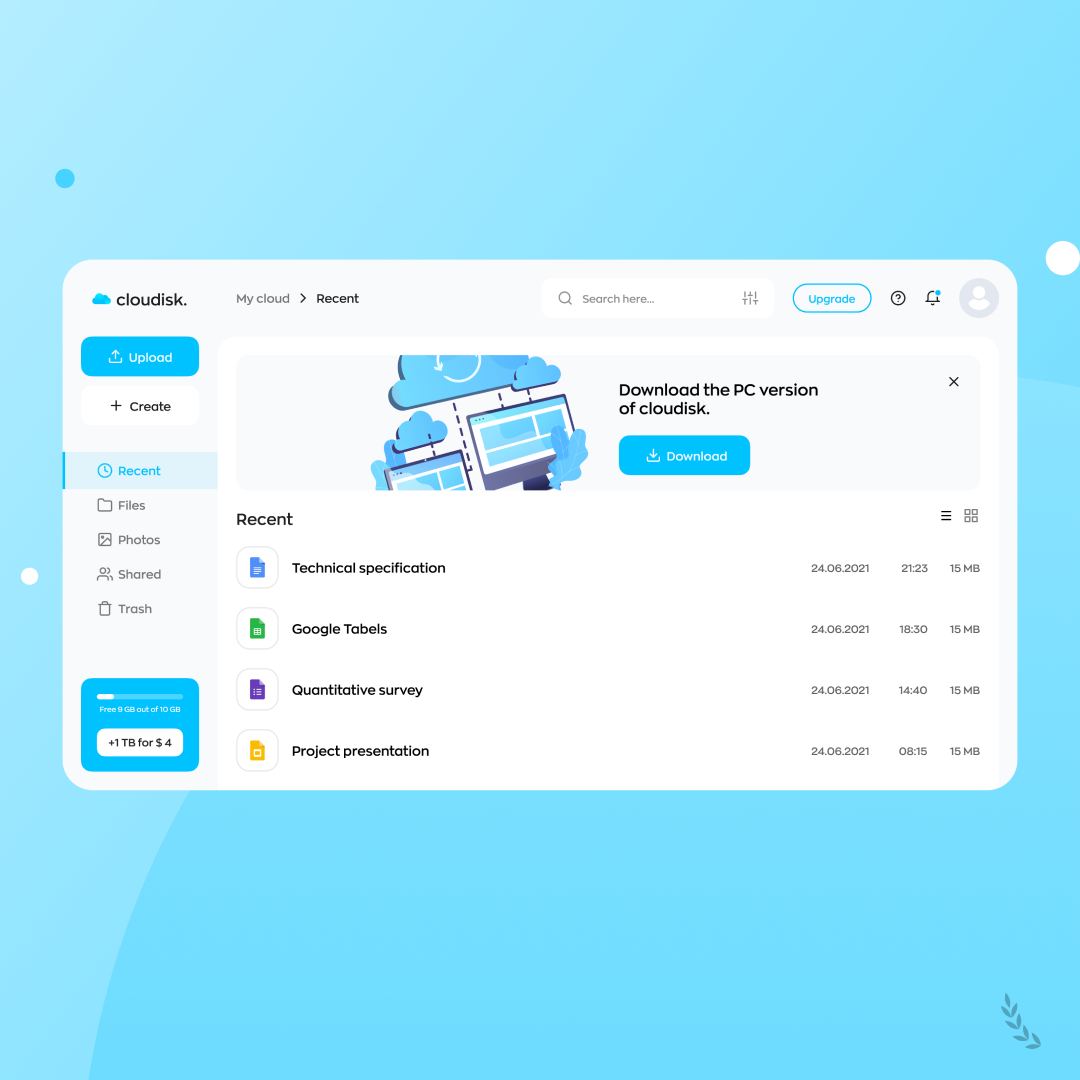 cloudisk.
My cloud > Recent
Search here...
Upgrade
Upload
Create
Recent
Files
Photos
Shared
Trash
Free 9 GB out of 10 GB
+1 TB for $ 4
Download the PC version
of cloudisk.
Download
Recent
Technical specification 24.06.2021 21:23 15 MB
Google Tabels 24.06.2021 18:30 15 MB
Quantitative survey 24.06.2021 14:40 15 MB
Project presentation 24.06.2021 08:15 15 MB